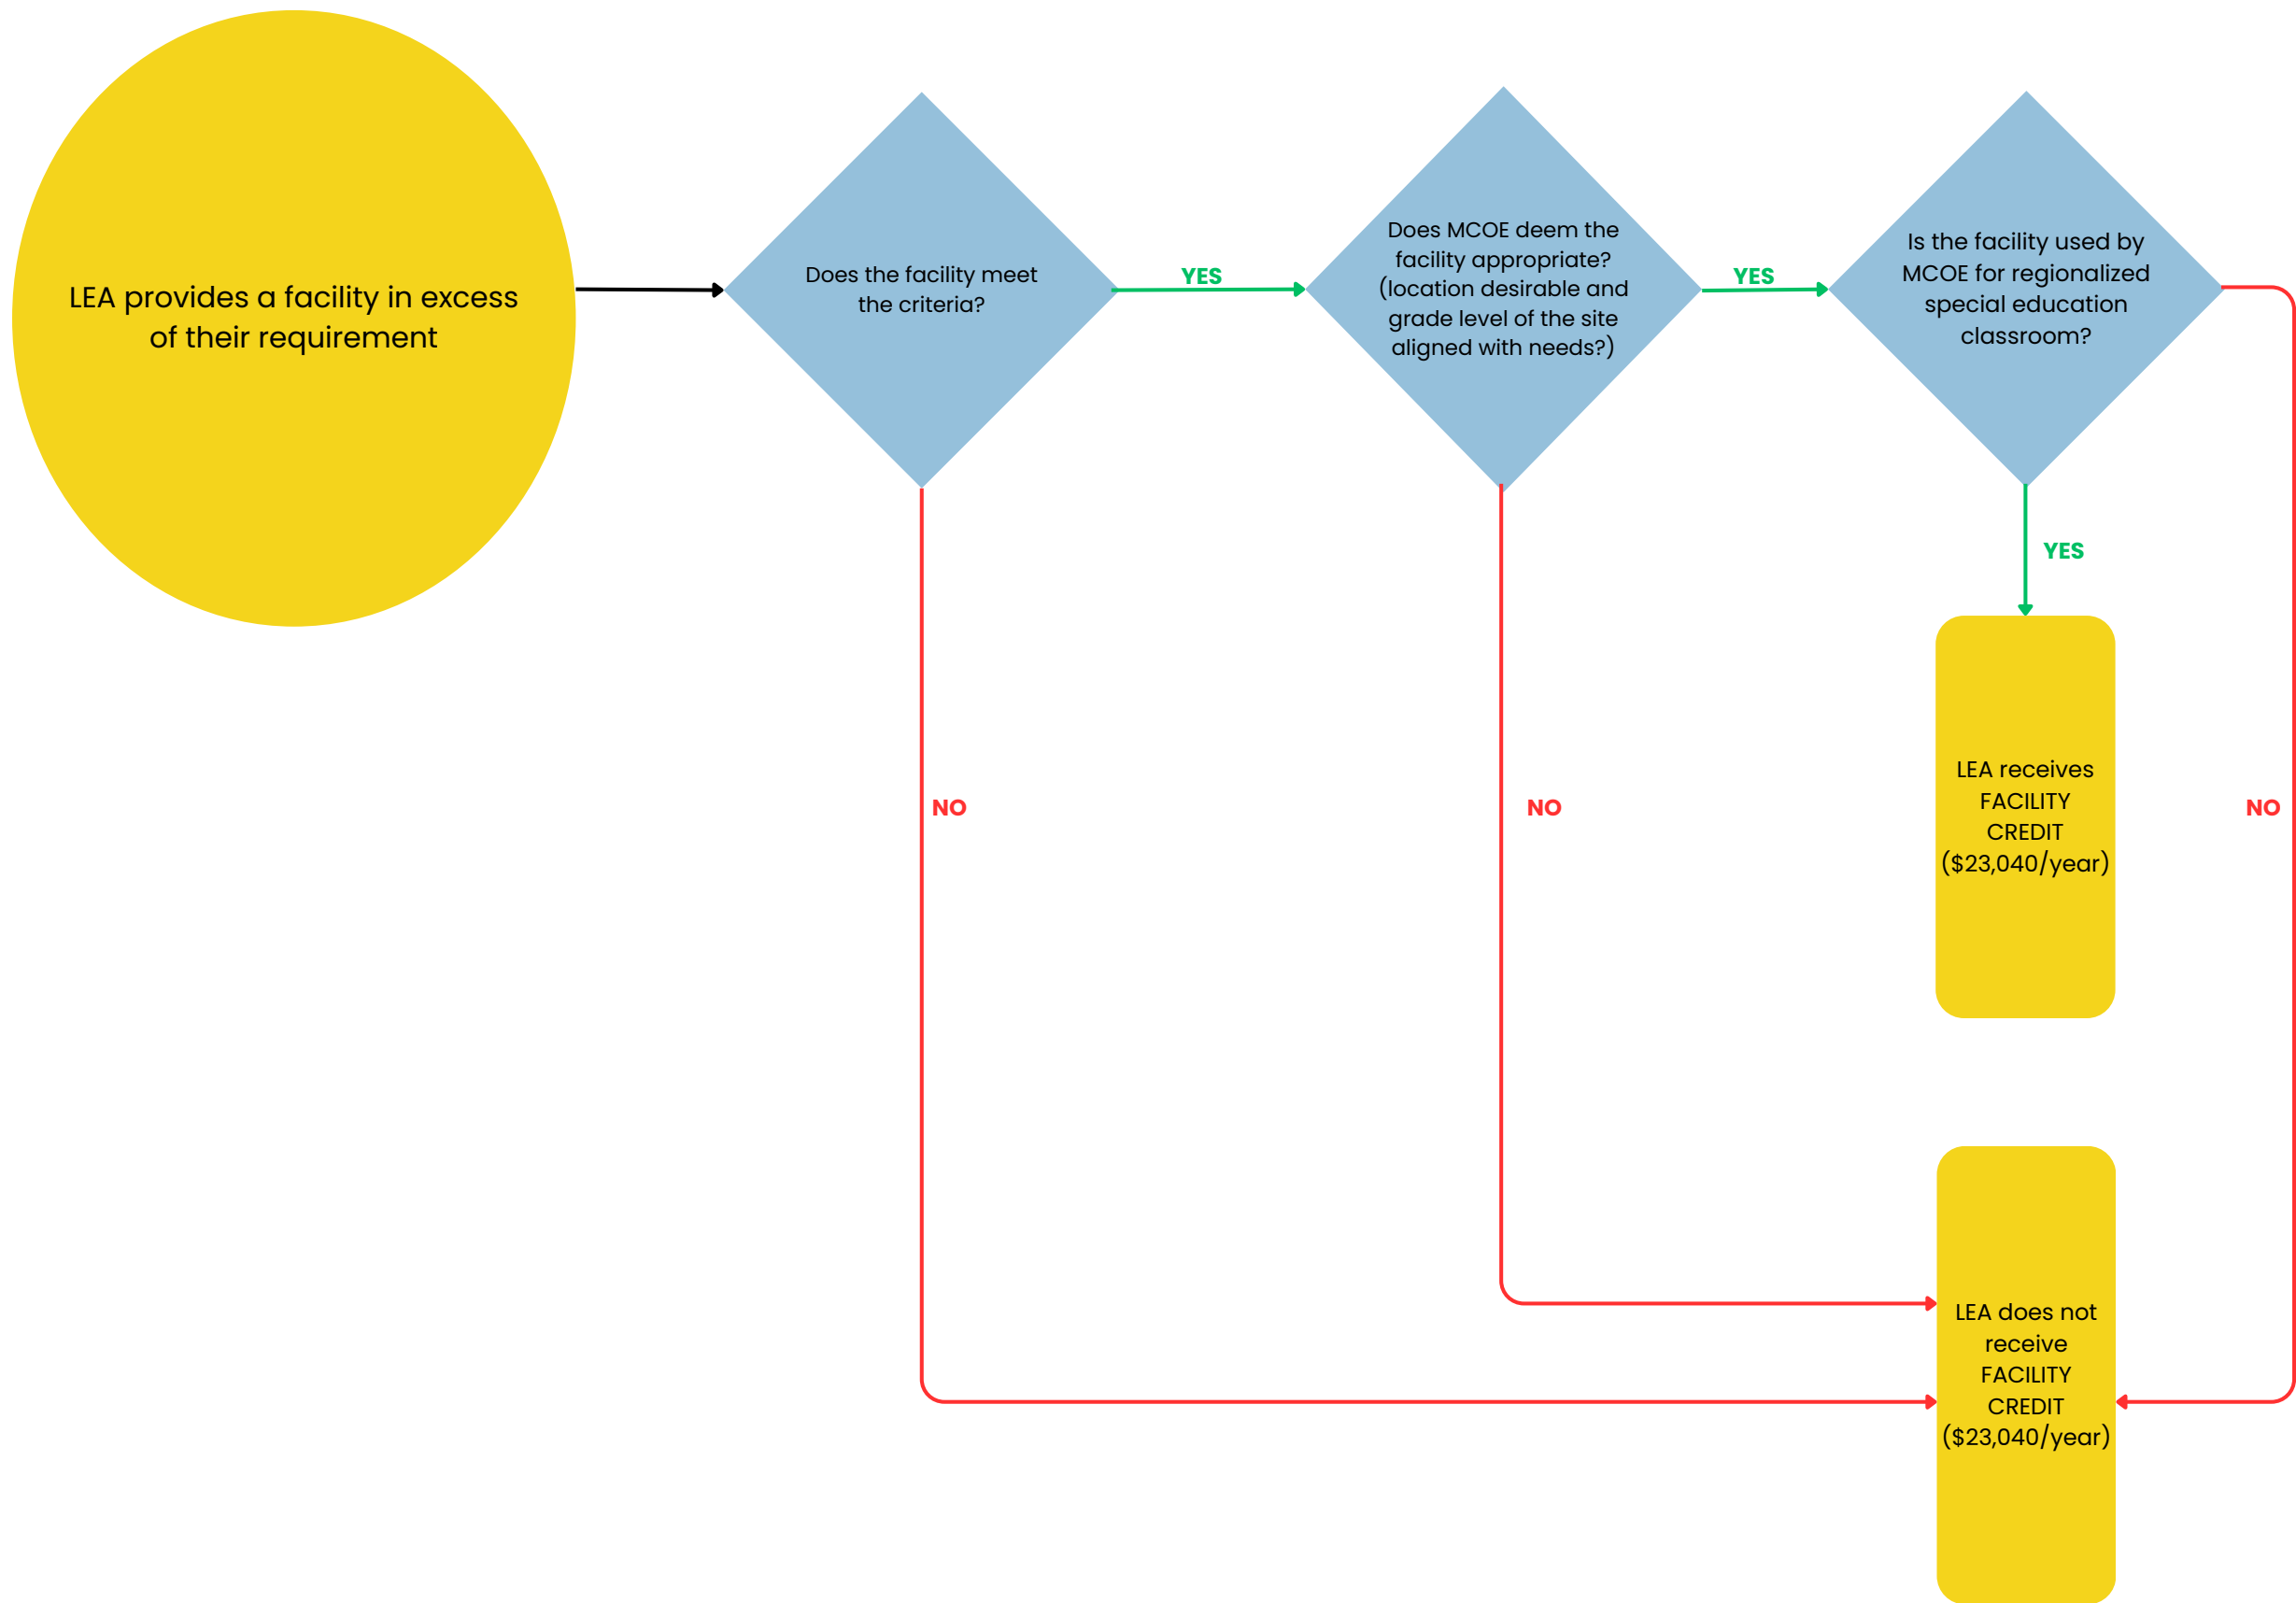 LEA provides a facility in excess
of their requirement
Does the facility meet
the criteria?
YES
Does MCOE deem the
facility appropriate?
(location desirable and
grade level of the site
aligned with needs?)
YES
Is the facility used by
MCOE for regionalized
special education
classroom?
YES
NO
NO
NO
LEA receives
FACILITY
CREDIT
($23,040/year)
LEA does not
receive
FACILITY
CREDIT
($23,040/year)